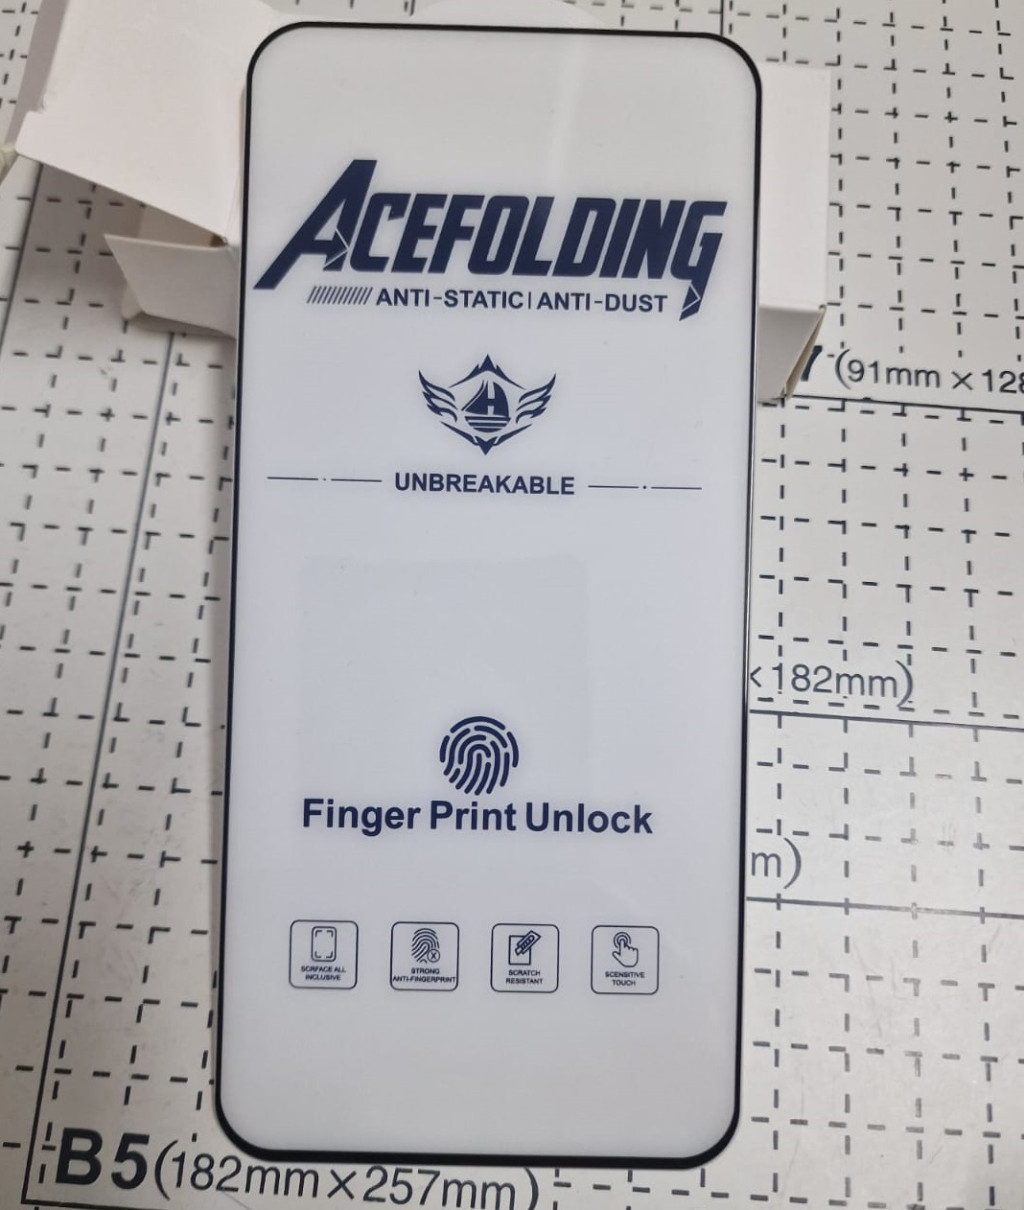 ACEFOLDING
ANTI-STATIC | ANTI-DUST
H
UNBREAKABLE
Finger Print Unlock
SCRFACE ALL
INCLUSIVE
STRONG
ANTI-FINGERPRINT
SCRATCH
RESISTANT
SCENSITIVE
TOUCH
(91mm × 128
×182mm)
m)
B5(182mm×257mm)